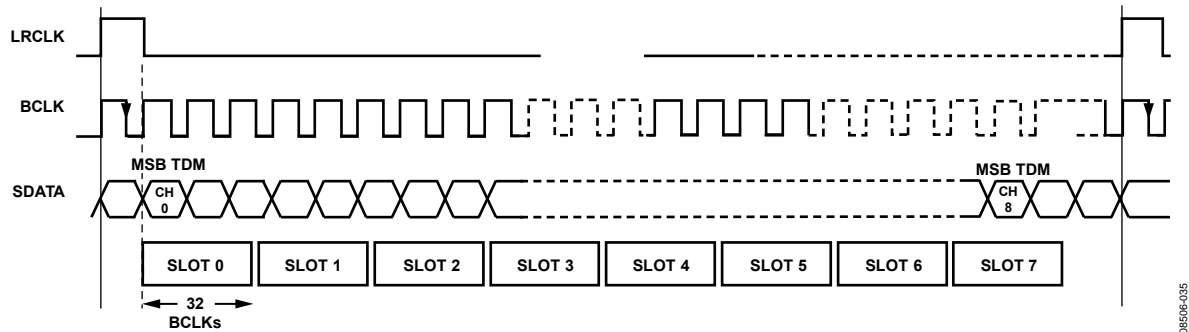 LRCLK
BCLK
MSB TDM
MSB TDM
SDATA
CH
0
CH
8
SLOT 0
SLOT 1
SLOT 2
SLOT 3
SLOT 4
SLOT 5
SLOT 6
SLOT 7
32
BCLKs
08506-035